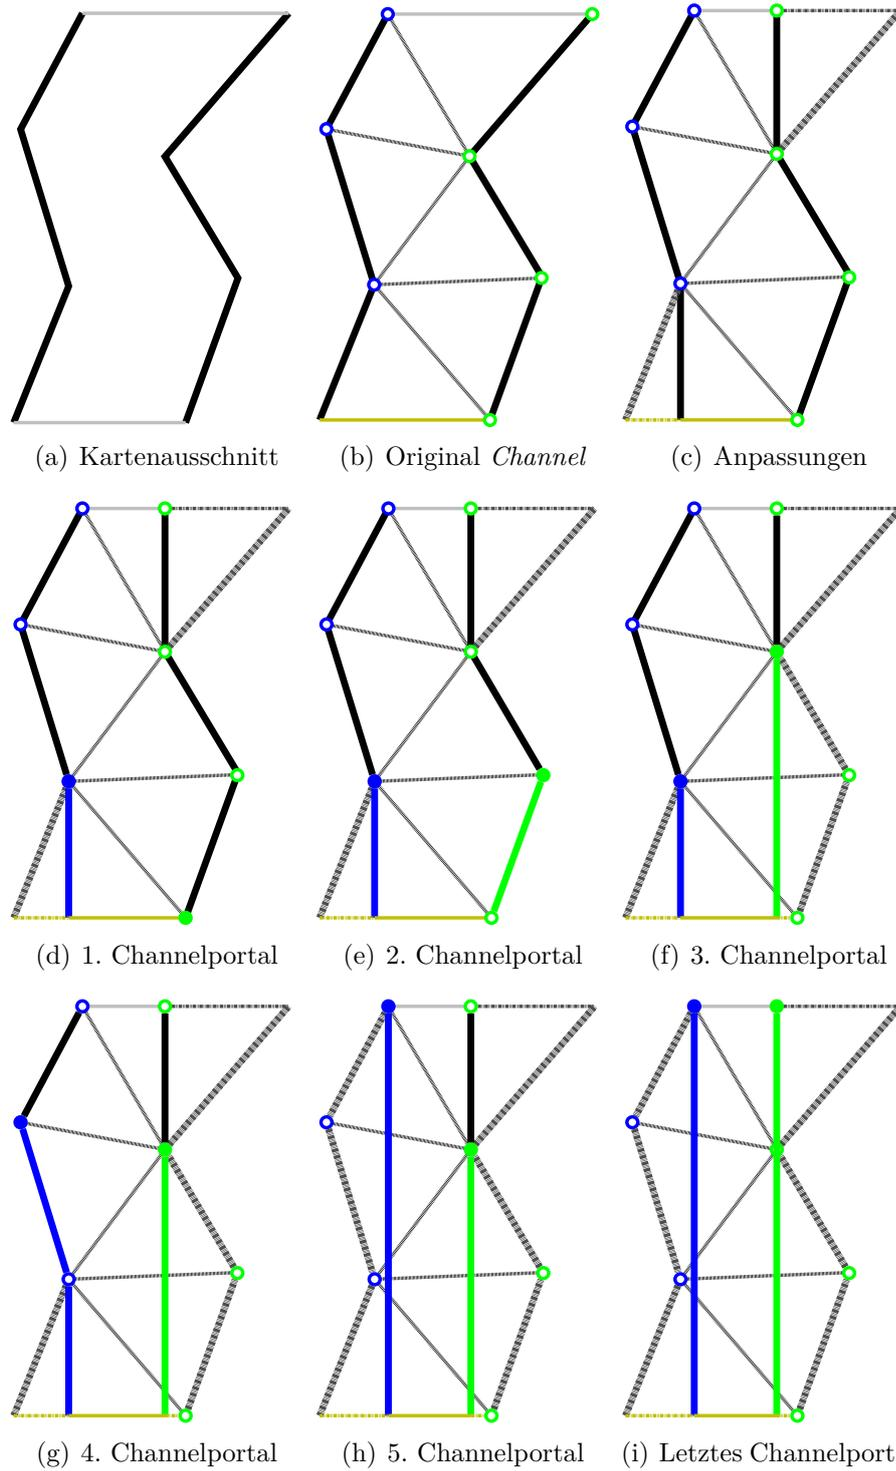 (a) Kartenausschnitt
(b) Original Channel
(c) Anpassungen
(d) 1. Channelportal
(e) 2. Channelportal
(f) 3. Channelportal
(g) 4. Channelportal
(h) 5. Channelportal
(i) Letztes Channelport